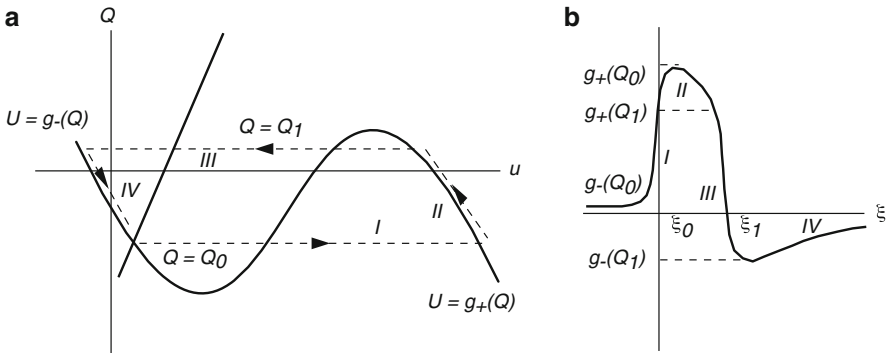 a
Q
U = g-(Q)
Q = Q1
III
u
IV
II
I
Q = Q0
U = g+(Q)
b
g+(Q0)
II
g+(Q1)
I
g-(Q0)
III
ξ
ξ0
ξ1
IV
g-(Q1)